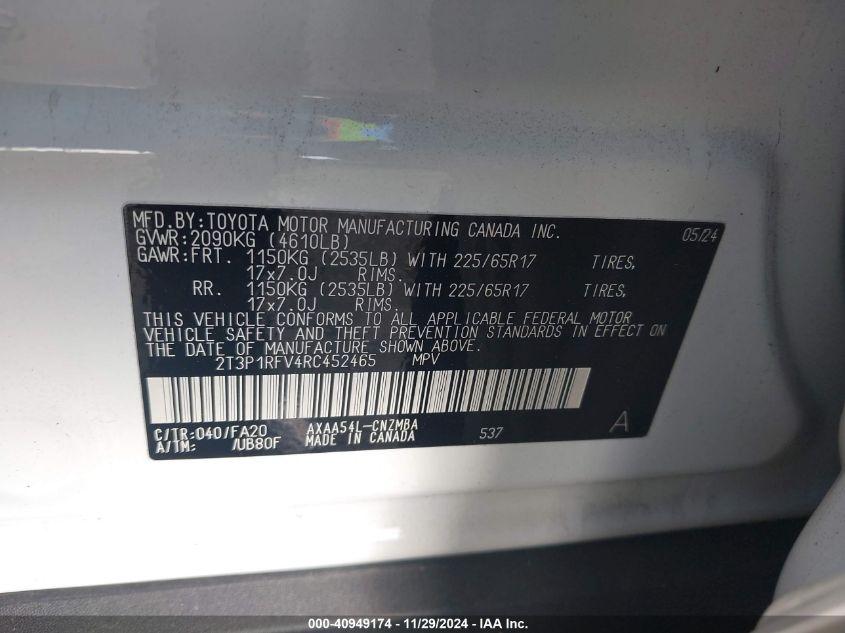 MFD.BY:TOYOTA MOTOR MANUFACTURING CANADA INC. 05/24
GVWR:2090KG (4610LB)
GAWR:FRT. 1150KG (2535LB) WITH 225/65R17 TIRES,
17x7.0J RIMS.
RR. 1150KG (2535LB) WITH 225/65R17 TIRES,
17x7.0J RIMS.
THIS VEHICLE CONFORMS TO ALL APPLICABLE FEDERAL MOTOR
VEHICLE SAFETY AND THEFT PREVENTION STANDARDS IN EFFECT ON
THE DATE OF MANUFACTURE SHOWN ABOVE.
2T3P1RFV4RC452465 MPV
C/TR:040/FA20 AXAA54L-CNZMBA
A/TM: /UB80F MADE IN CANADA 537 A
000-40949174 - 11/29/2024 - IAA Inc.